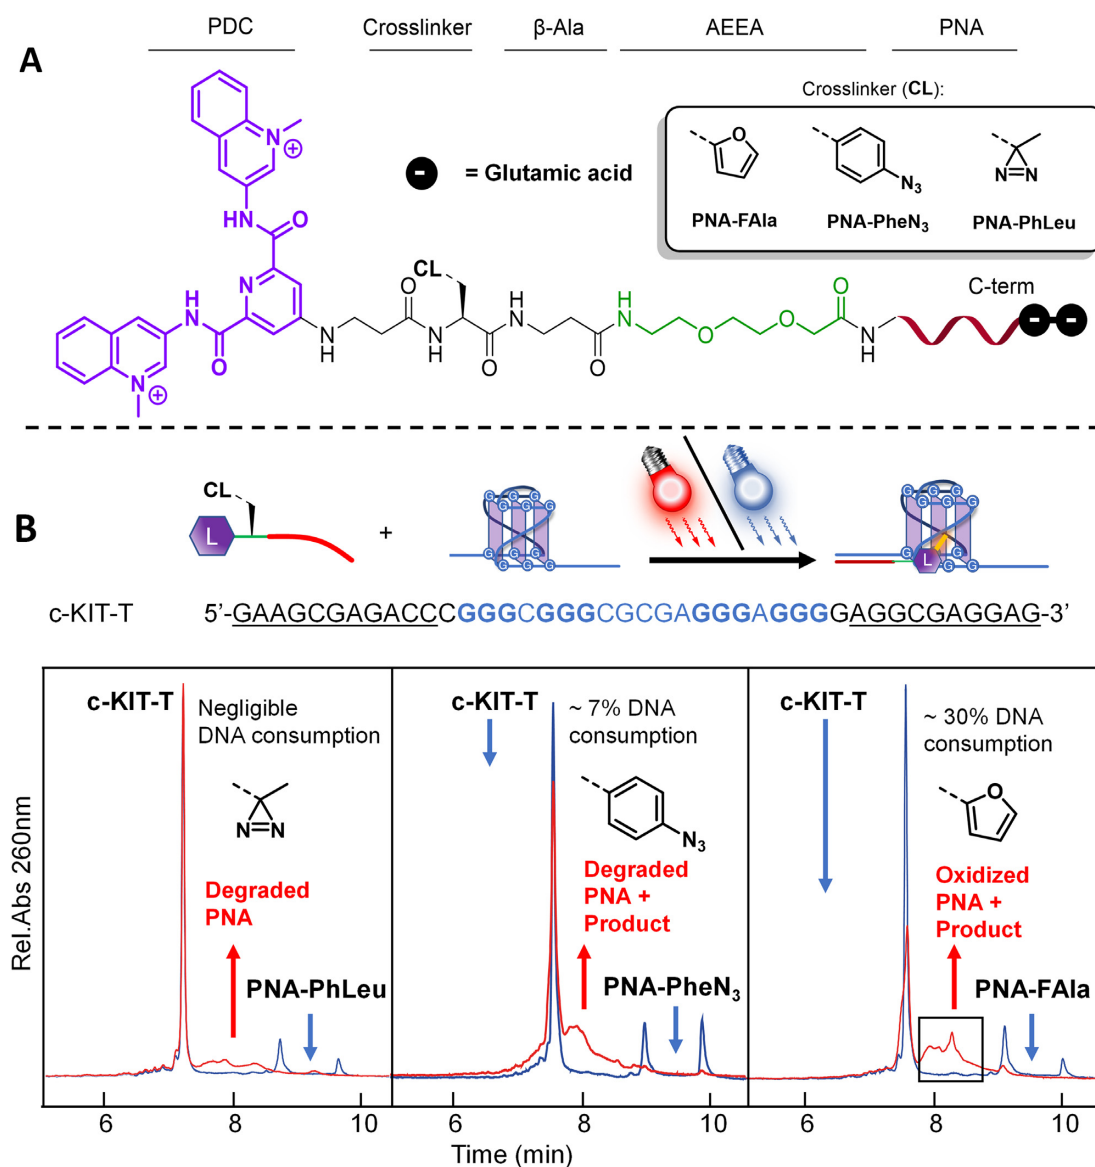 PDC Crosslinker β-Ala AEEA PNA
A
Crosslinker (CL):
O
N₃
N N
PNA-FAla PNA-PheN₃ PNA-PhLeu
- = Glutamic acid
N
+
HN O
N
H
N
O
N
+
N
H
O
CL
N
H
O
H
N
O
H
N
O
O
O
N
H
C-term
- -
B
CL
L
+
G G G G
G G G G
G G G G
L G G G
c-KIT-T 5’-GAAGCGAGACCCGGGCGGGCGCGAGGGAGGGGAGGCGAGGAG-3’
c-KIT-T
Negligible
DNA consumption
N N
Degraded
PNA
PNA-PhLeu
c-KIT-T
~ 7% DNA
consumption
N₃
Degraded
PNA +
Product
PNA-PheN₃
c-KIT-T
~ 30% DNA
consumption
O
Oxidized
PNA +
Product
PNA-FAla
Rel.Abs 260nm
6 8 10 6 8 10 6 8 10
Time (min)